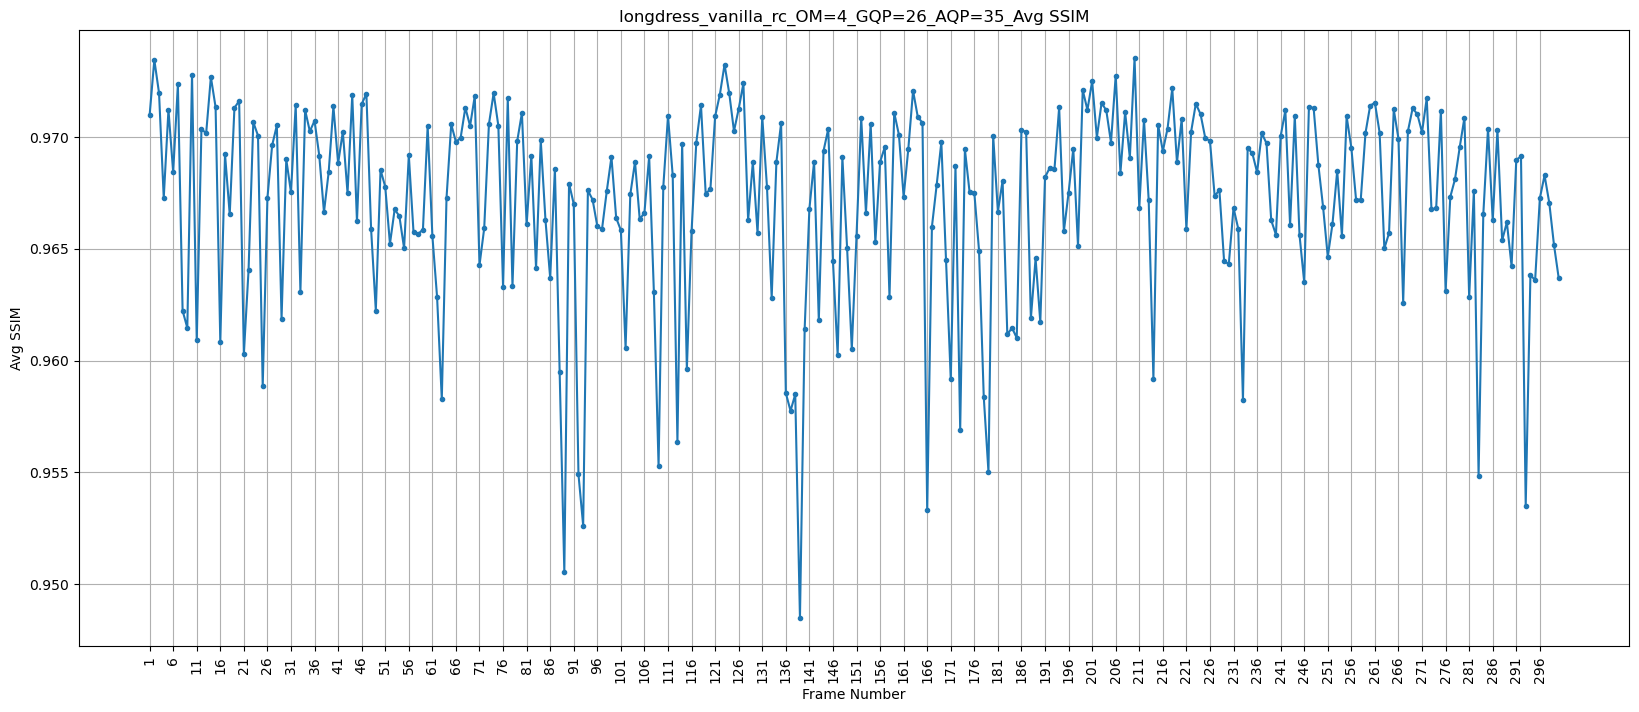 longdress_vanilla_rc_OM=4_GQP=26_AQP=35_Avg SSIM
Avg SSIM
0.970
0.965
0.960
0.955
0.950
1 6 11 16 21 26 31 36 41 46 51 56 61 66 71 76 81 86 91 96 101 106 111 116 121 126 131 136 141 146 151 156 161 166 171 176 181 186 191 196 201 206 211 216 221 226 231 236 241 246 251 256 261 266 271 276 281 286 291 296
Frame Number